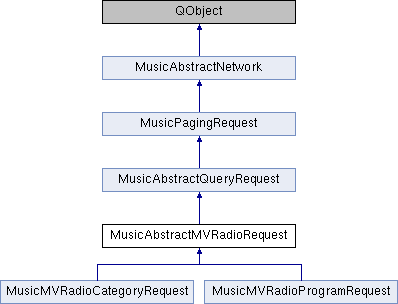 QObject
MusicAbstractNetwork
MusicPagingRequest
MusicAbstractQueryRequest
MusicAbstractMVRadioRequest
MusicMVRadioCategoryRequest
MusicMVRadioProgramRequest